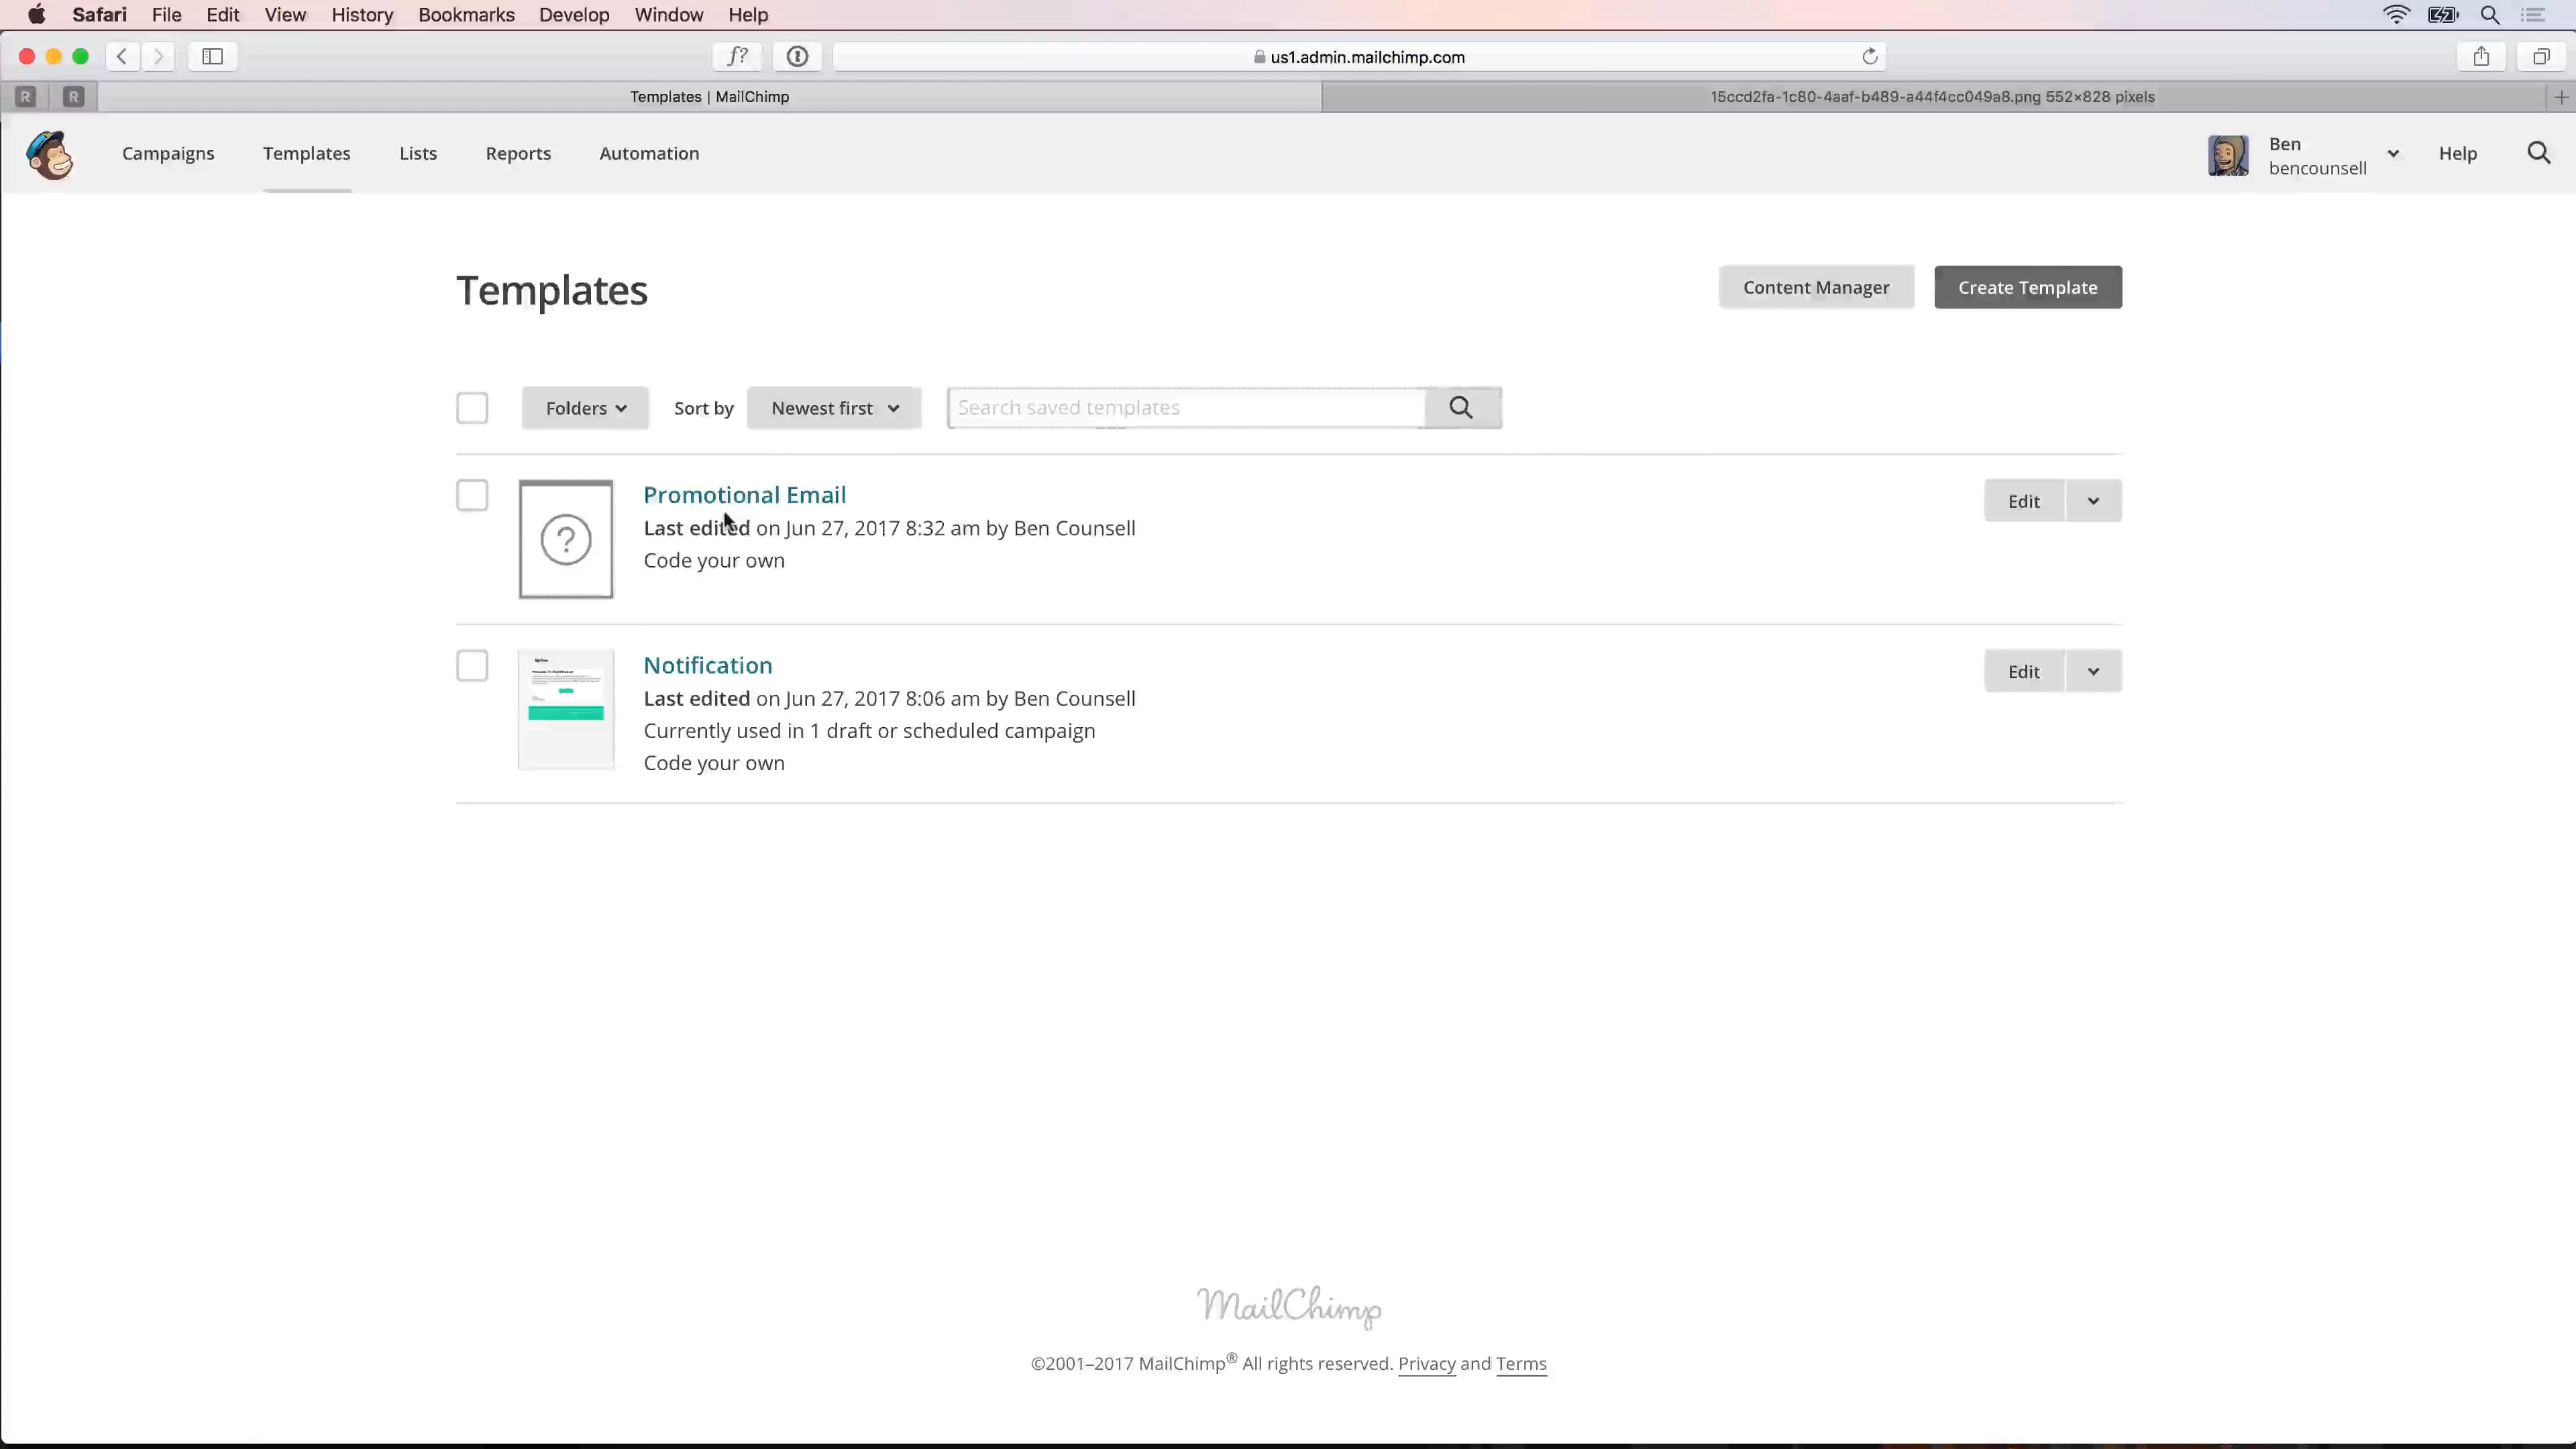 Safari File Edit View History Bookmarks Develop Window Help
f? us1.admin.mailchimp.com
R R Templates | MailChimp 15ccd2fa-1c80-4aaf-b489-a44f4cc049a8.png 552×828 pixels
Campaigns Templates Lists Reports Automation
Ben
bencounsell
Help
Templates
Content Manager Create Template
Folders Sort by Newest first Search saved templates
Promotional Email
Last edited on Jun 27, 2017 8:32 am by Ben Counsell
Code your own
Edit
Notification
Last edited on Jun 27, 2017 8:06 am by Ben Counsell
Currently used in 1 draft or scheduled campaign
Code your own
Edit
MailChimp
©2001–2017 MailChimp® All rights reserved. Privacy and Terms